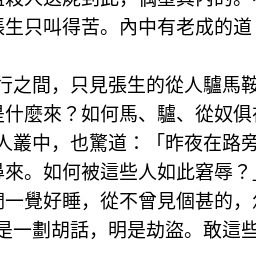 張生只叫得苦。內中有老成的道
行之間，只見張生的從人驢馬鞍
是什麼來？如何馬、驢、從奴俱在
人叢中，也驚道：「昨夜在路旁
尋來。如何被這些人如此窘辱？」
們一覺好睡，從不曾見個甚的，怎
是一劃胡話，明是劫盜。敢這些